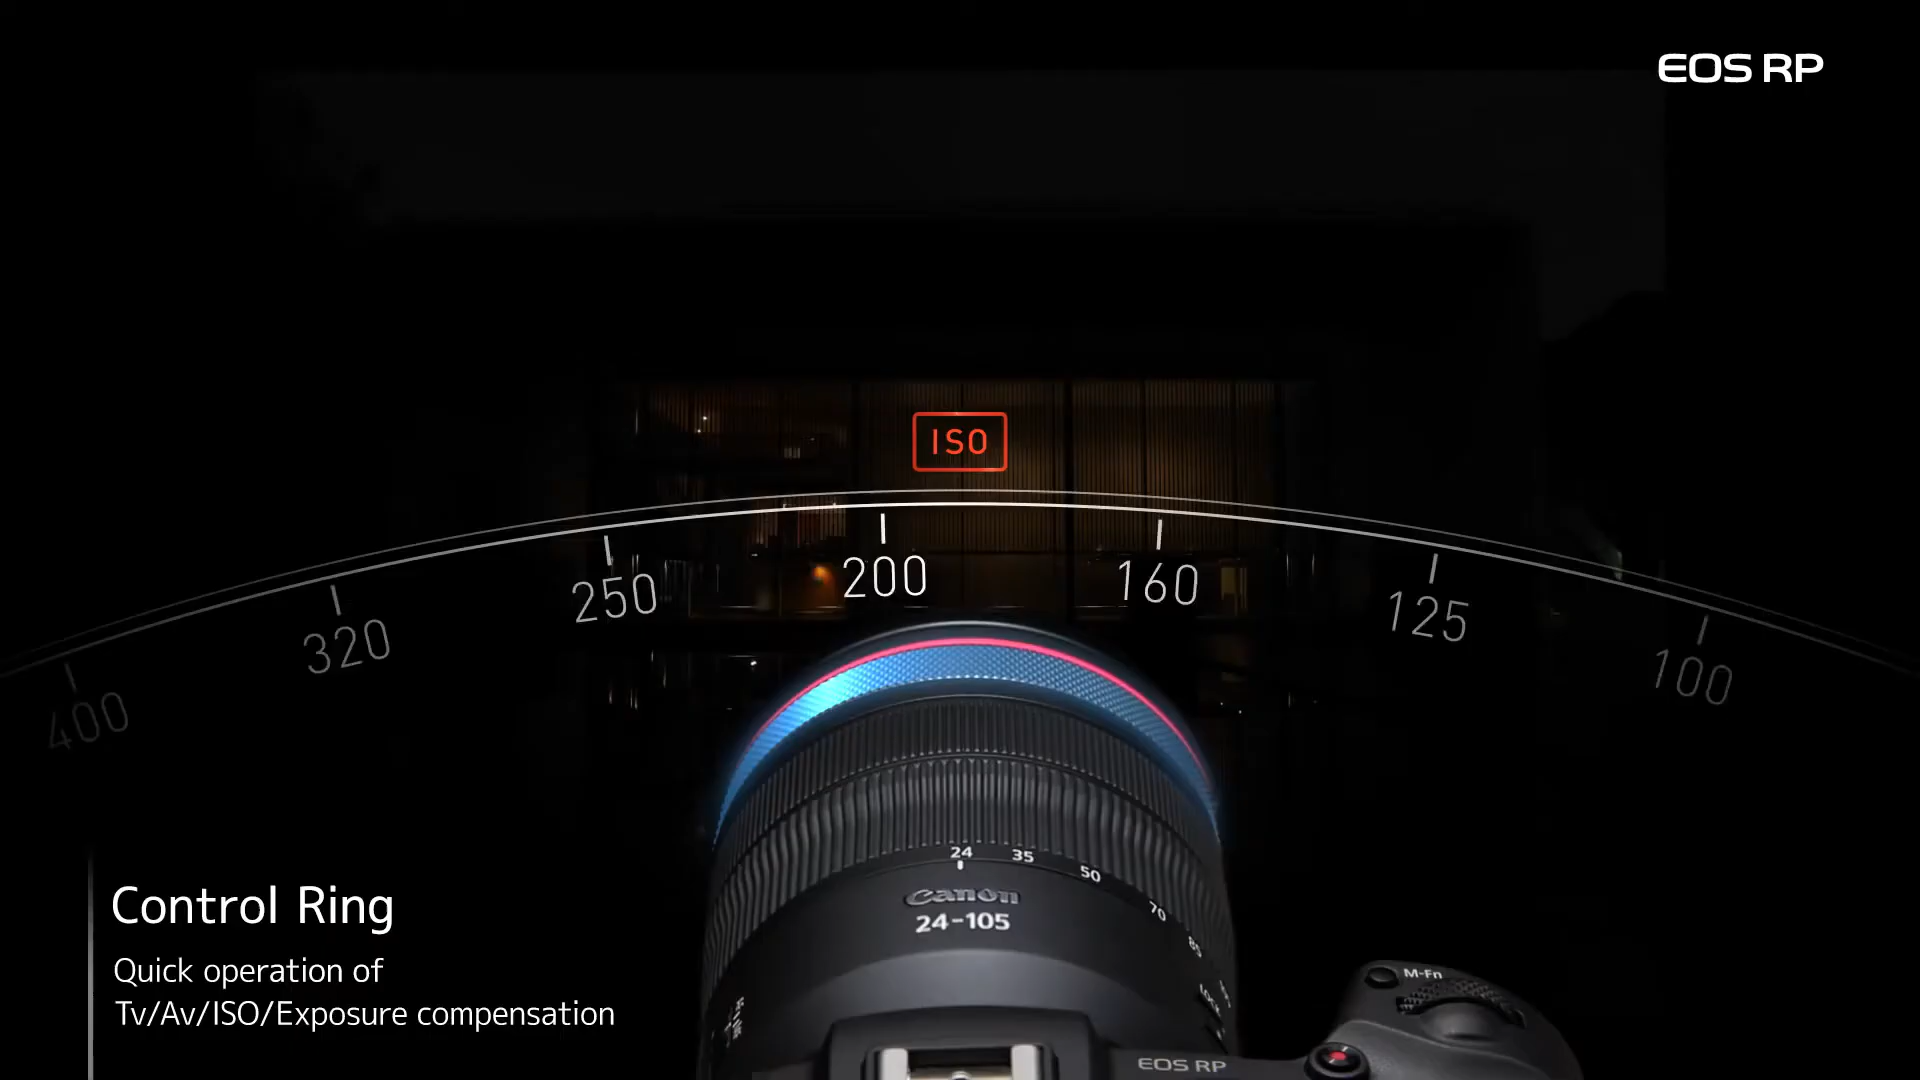 EOS RP
ISO
400 320 250 200 160 125 100
24 35 50 70 85
Canon
24-105
Control Ring
Quick operation of
Tv/Av/ISO/Exposure compensation
M-Fn
EOS RP